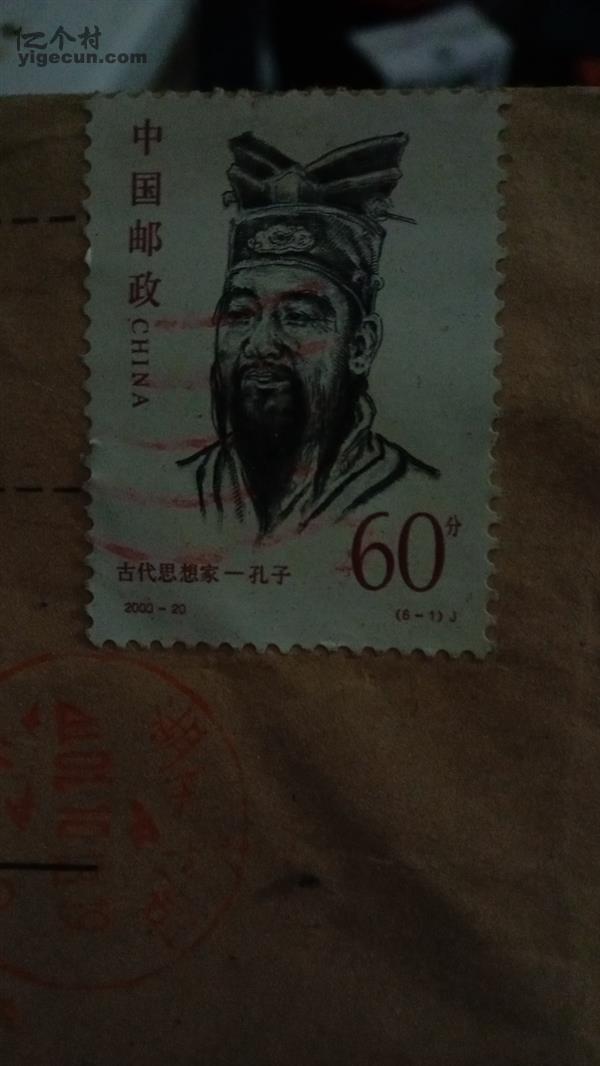 亿个村
yigecun.com
中国邮政
CHINA
60分
古代思想家—孔子
2000-20
(6-1)J